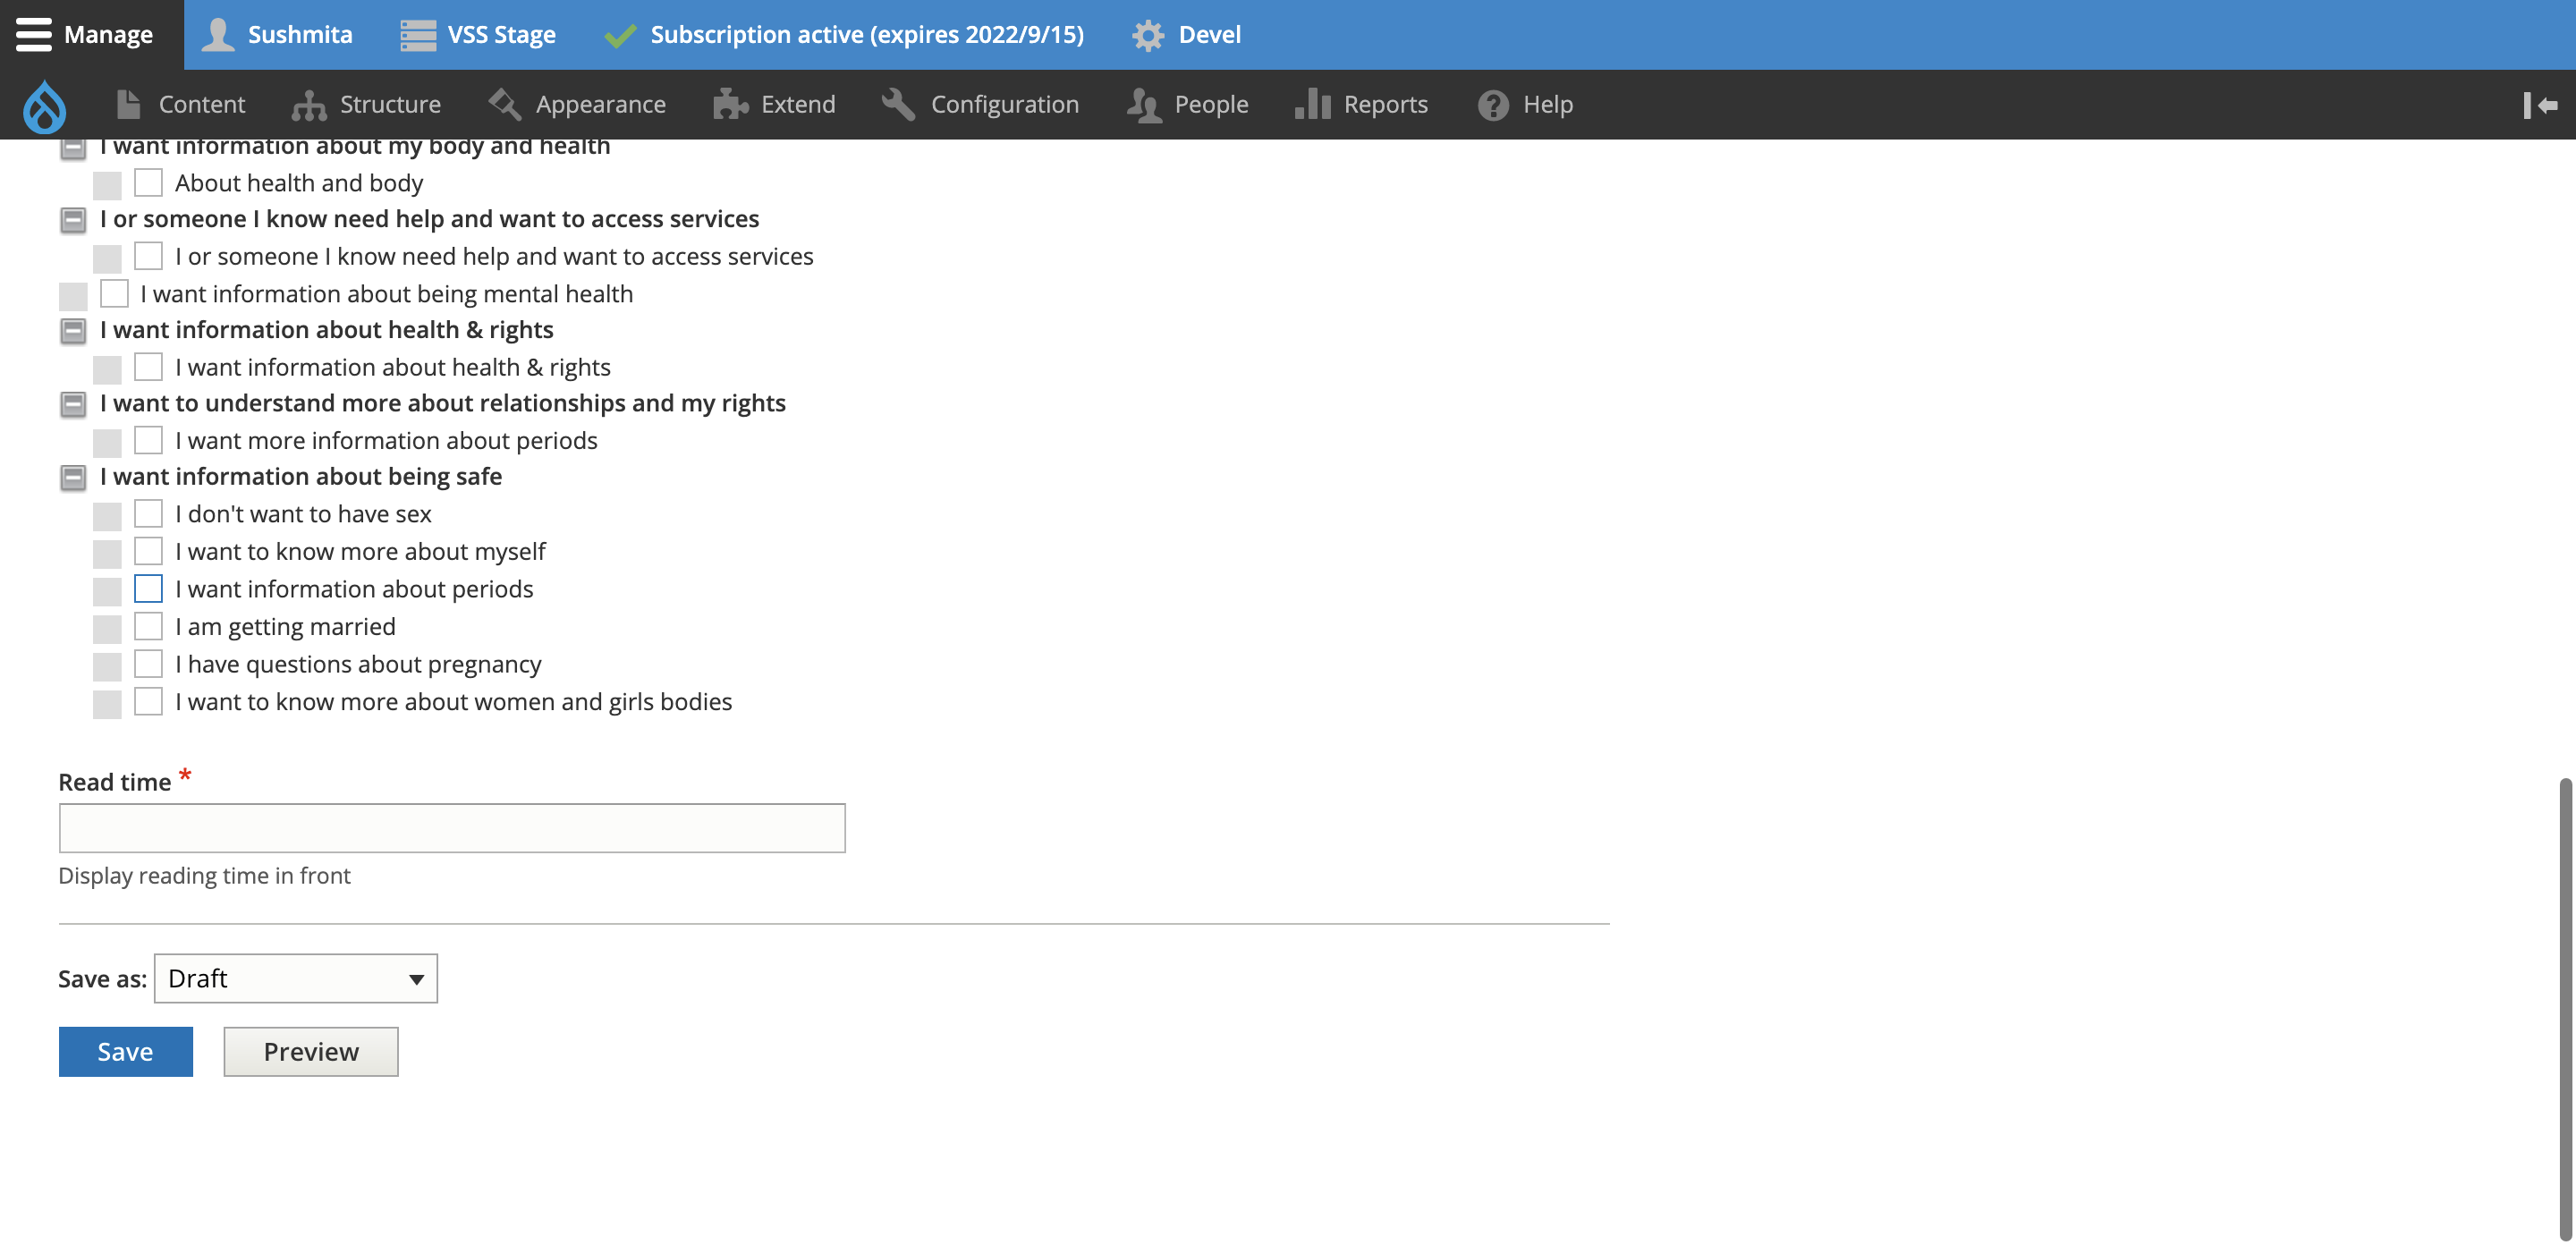 Manage Sushmita VSS Stage Subscription active (expires 2022/9/15) Devel
Content Structure Appearance Extend Configuration People Reports Help
I want information about my body and health
About health and body
I or someone I know need help and want to access services
I or someone I know need help and want to access services
I want information about being mental health
I want information about health & rights
I want information about health & rights
I want to understand more about relationships and my rights
I want more information about periods
I want information about being safe
I don't want to have sex
I want to know more about myself
I want information about periods
I am getting married
I have questions about pregnancy
I want to know more about women and girls bodies
Read time *
Display reading time in front
Save as: Draft
Save Preview